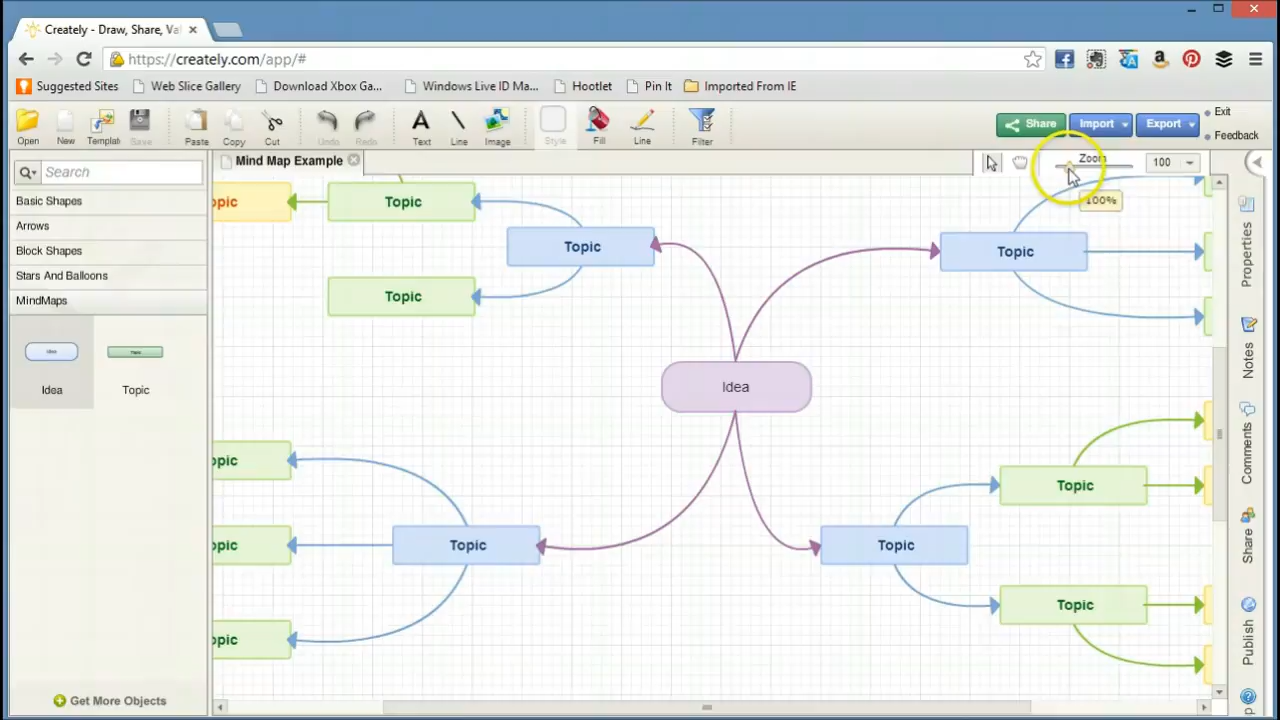 Creately - Draw, Share, Va
https://creately.com/app/#
Suggested Sites Web Slice Gallery Download Xbox Ga... Windows Live ID Ma... Hootlet Pin It Imported From IE
Open New Templat Save Paste Copy Cut Undo Redo Text Line Image Style Fill Line Filter
Share Import Export Exit
Feedback
Search
Mind Map Example
Zoom 100
100%
Basic Shapes
Arrows
Block Shapes
Stars And Balloons
MindMaps
Idea Topic
Idea Topic
Get More Objects
opic Topic
Topic
Topic
Topic
Idea
opic
Topic
opic Topic
Topic
Topic
opic
Properties
Notes
Comments
Share
Publish
p